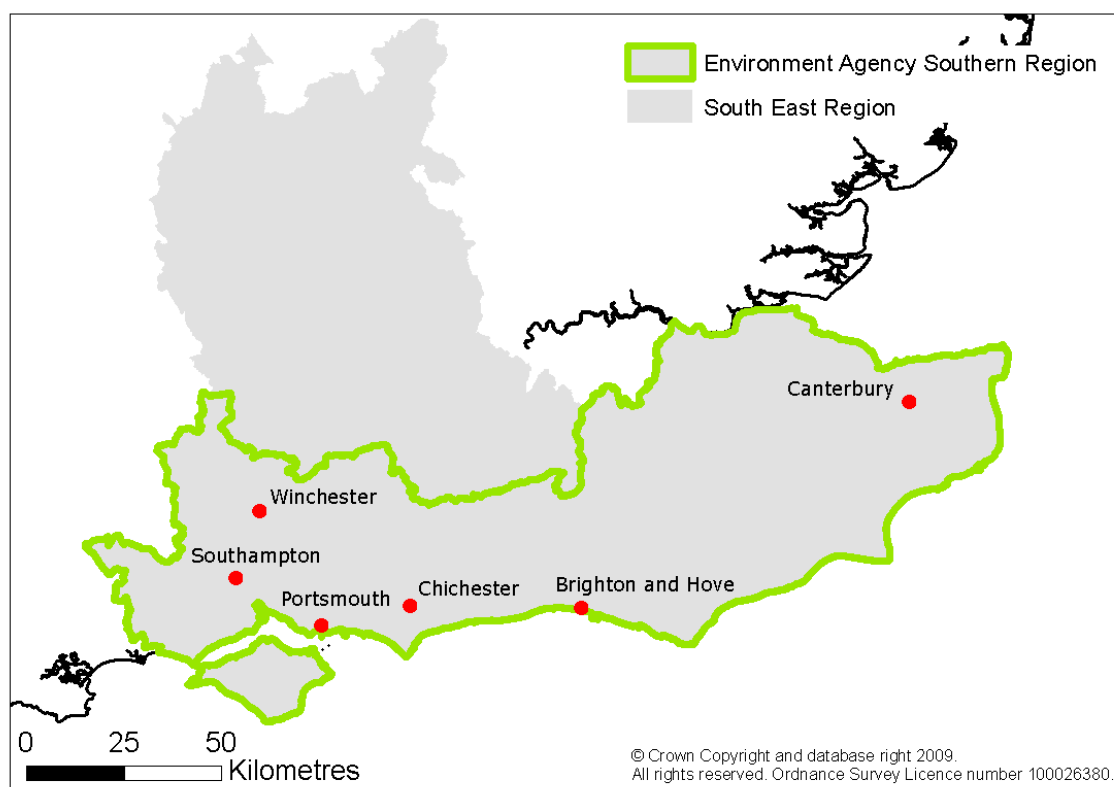 Environment Agency Southern Region
South East Region
Canterbury
Winchester
Southampton
Portsmouth
Chichester
Brighton and Hove
0 25 50
Kilometres
© Crown Copyright and database right 2009.
All rights reserved. Ordnance Survey Licence number 100026380.